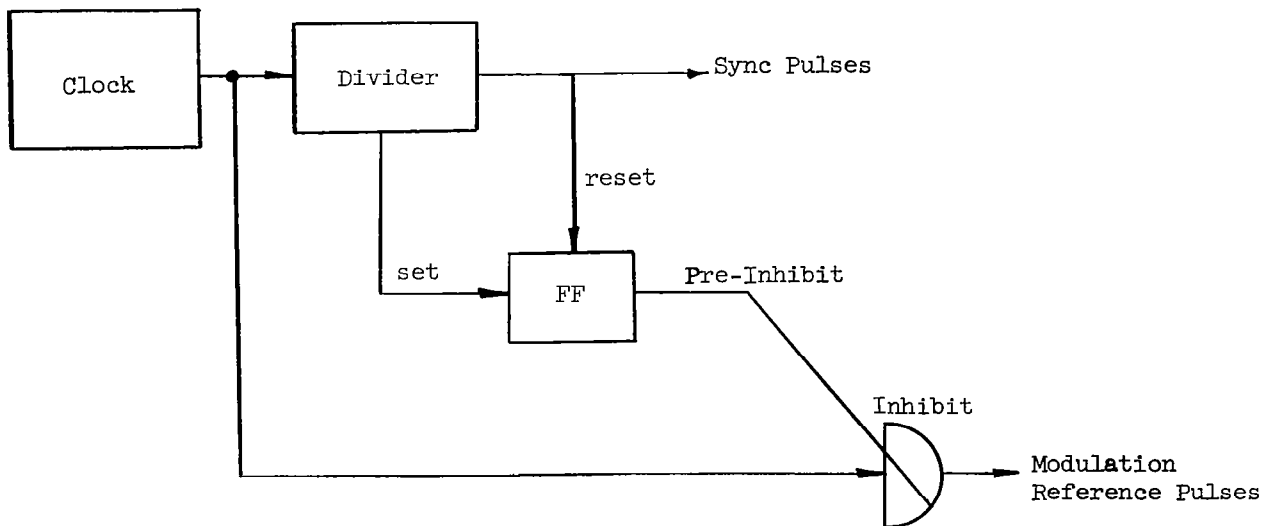 Clock
Divider
Sync Pulses
reset
set
FF
Pre-Inhibit
Inhibit
Modulation
Reference Pulses